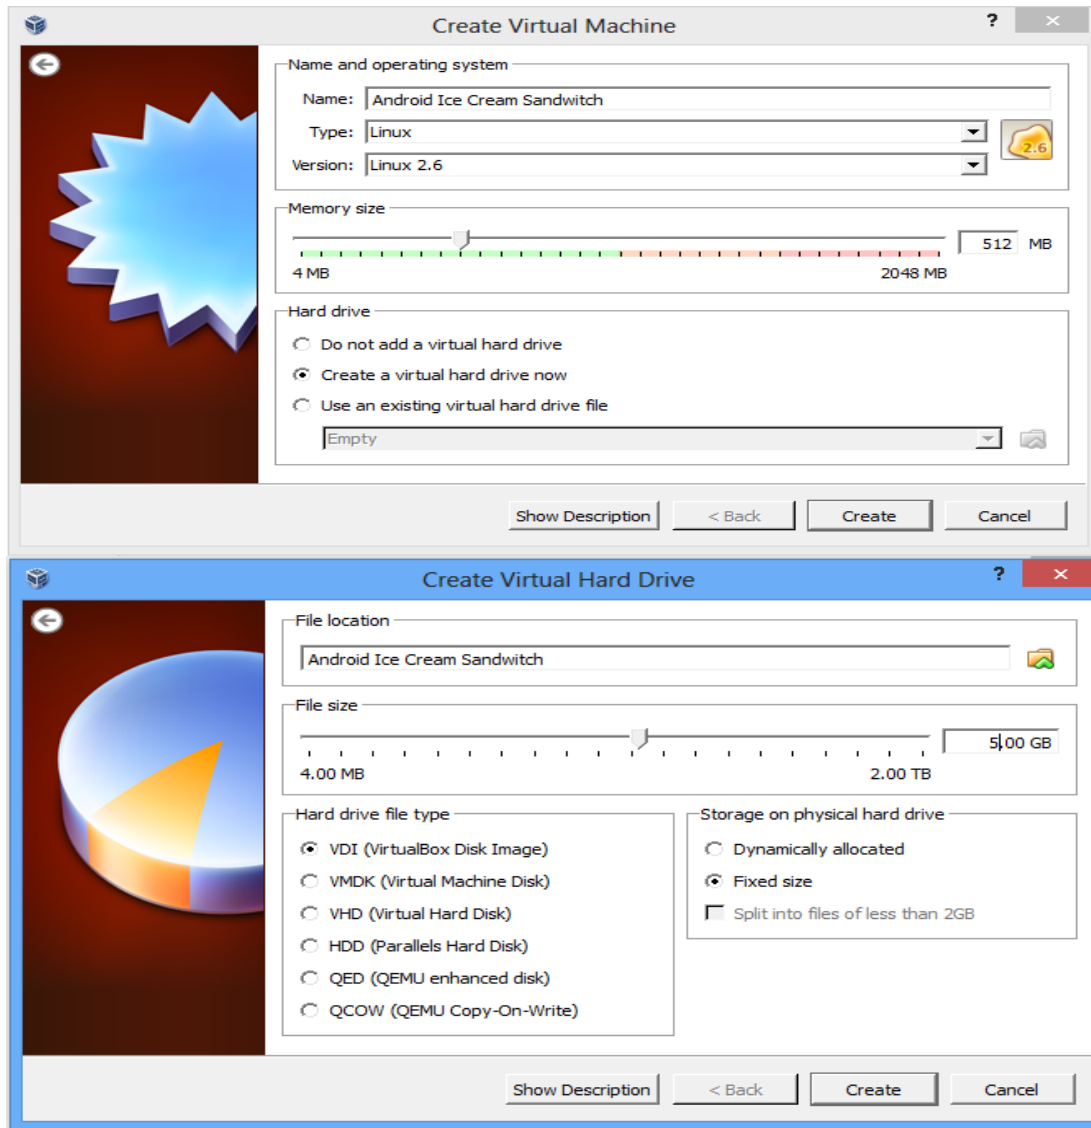 Create Virtual Machine
?
Name and operating system
Name: Android Ice Cream Sandwitch
Type: Linux
Version: Linux 2.6
2.6
Memory size
512 MB
4 MB 2048 MB
Hard drive
Do not add a virtual hard drive
Create a virtual hard drive now
Use an existing virtual hard drive file
Empty
Show Description < Back Create Cancel
Create Virtual Hard Drive
?
File location
Android Ice Cream Sandwitch
File size
5.00 GB
4.00 MB 2.00 TB
Hard drive file type
VDI (VirtualBox Disk Image)
VMDK (Virtual Machine Disk)
VHD (Virtual Hard Disk)
HDD (Parallels Hard Disk)
QED (QEMU enhanced disk)
QCOW (QEMU Copy-On-Write)
Storage on physical hard drive
Dynamically allocated
Fixed size
Split into files of less than 2GB
Show Description < Back Create Cancel